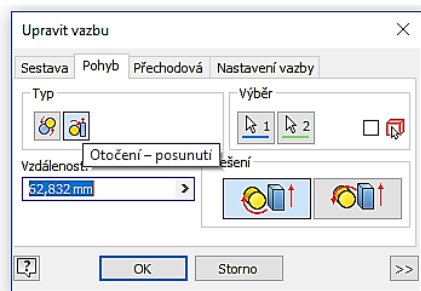 Upravit vazbu
Sestava Pohyb Přechodová Nastavení vazby
Typ Výběr
1 2
Otočení – posunutí
Vzdálenost: ešení
62,832 mm >
? OK Storno >>